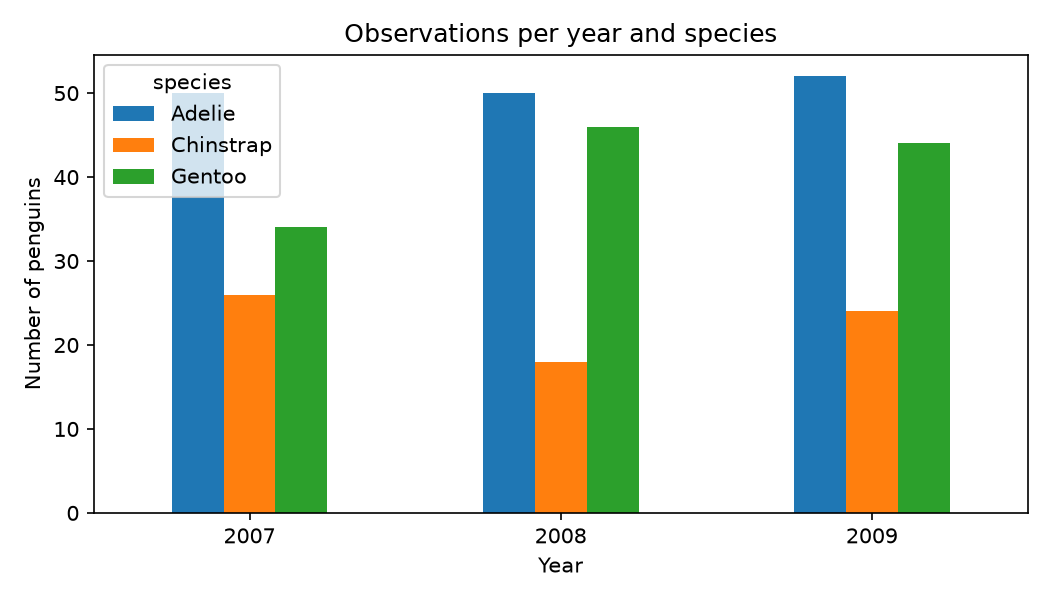 Observations per year and species
species
Adelie
Chinstrap
Gentoo
Number of penguins
50
40
30
20
10
0
2007 2008 2009
Year